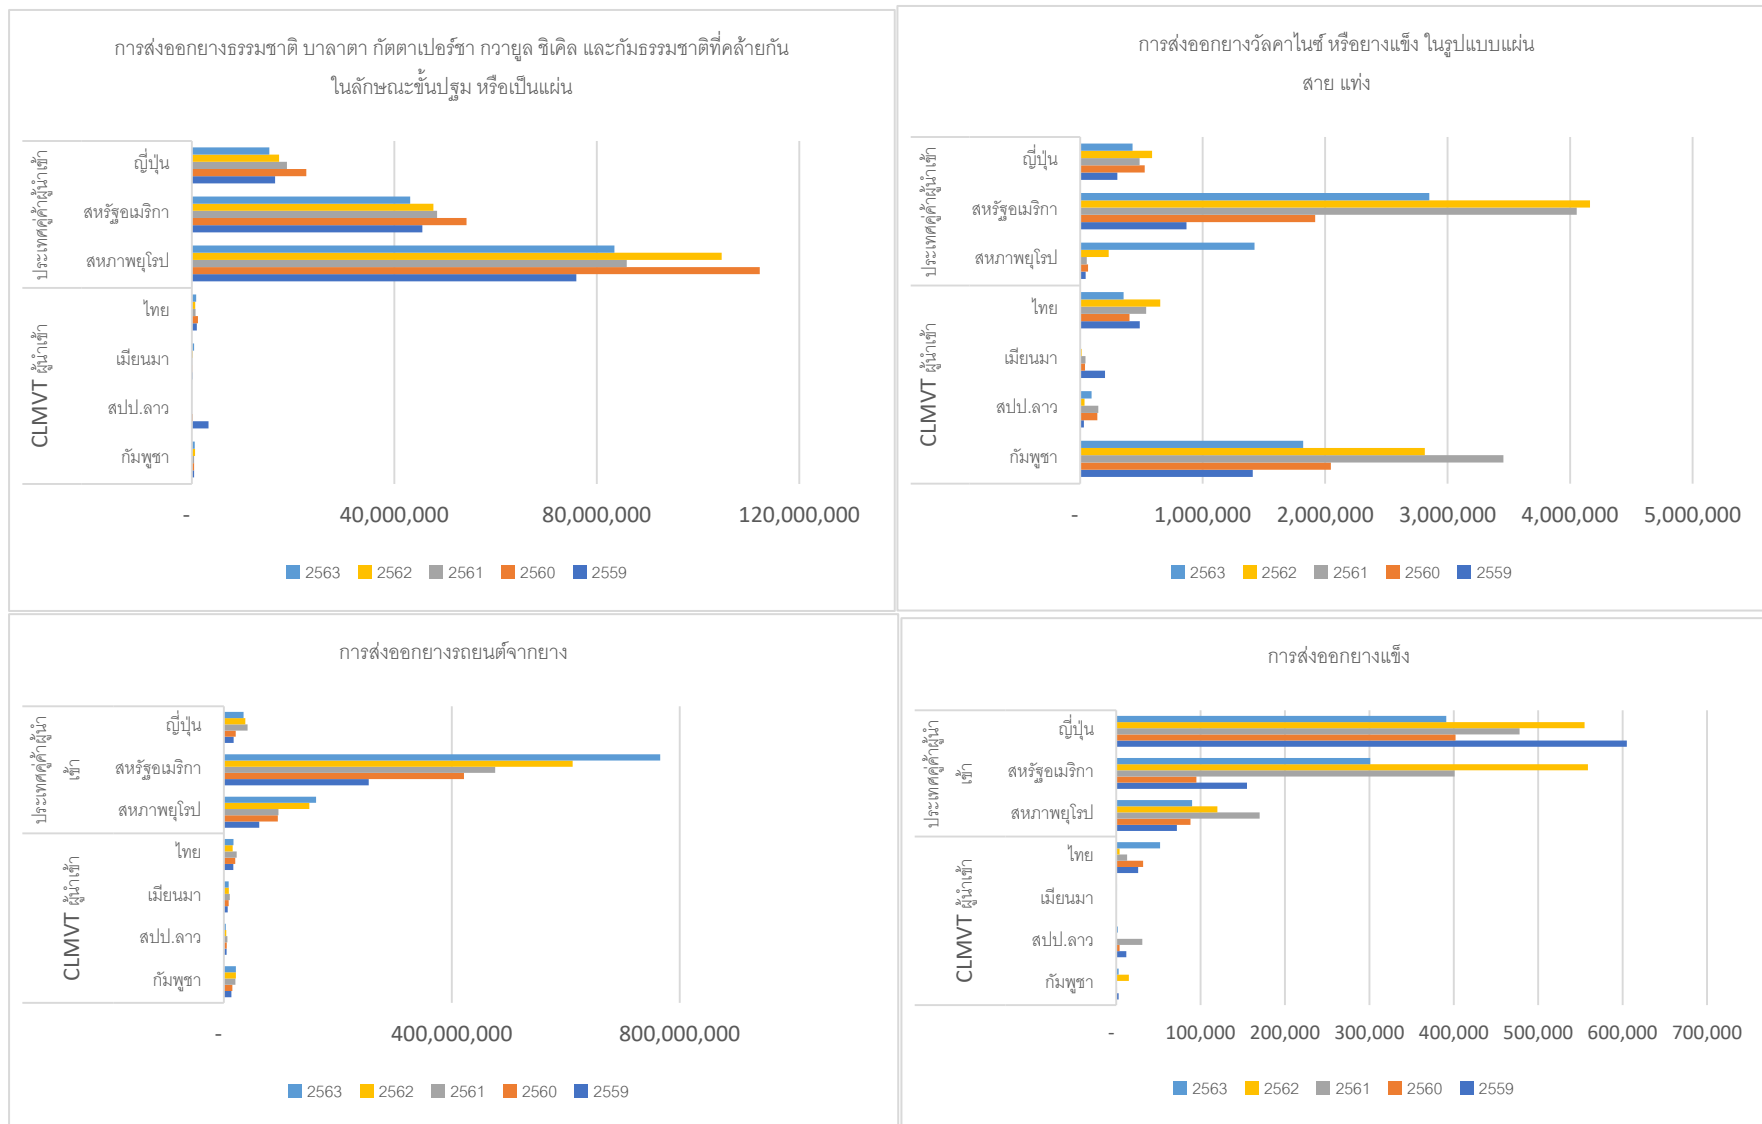 การส่งออกยางธรรมชาติ บาลาตา กัตตาเปอร์ชา กวายูล ชิเคิล และกัมธรรมชาติที่คล้ายกัน
ในลักษณะขั้นปฐม หรือเป็นแผ่น
ประเทศคู่ค้าผู้นำเข้า
ญี่ปุ่น
สหรัฐอเมริกา
สหภาพยุโรป
CLMVT ผู้นำเข้า
ไทย
เมียนมา
สปป.ลาว
กัมพูชา
- 40,000,000 80,000,000 120,000,000
2563 2562 2561 2560 2559
การส่งออกยางวัลคาไนซ์ หรือยางแข็ง ในรูปแบบแผ่น
สาย แท่ง
ประเทศคู่ค้าผู้นำเข้า
ญี่ปุ่น
สหรัฐอเมริกา
สหภาพยุโรป
CLMVT ผู้นำเข้า
ไทย
เมียนมา
สปป.ลาว
กัมพูชา
- 1,000,000 2,000,000 3,000,000 4,000,000 5,000,000
2563 2562 2561 2560 2559
การส่งออกยางรถยนต์จากยาง
ประเทศคู่ค้าผู้นำ
เข้า
ญี่ปุ่น
สหรัฐอเมริกา
สหภาพยุโรป
CLMVT ผู้นำเข้า
ไทย
เมียนมา
สปป.ลาว
กัมพูชา
- 400,000,000 800,000,000
2563 2562 2561 2560 2559
การส่งออกยางแข็ง
ประเทศคู่ค้าผู้นำ
เข้า
ญี่ปุ่น
สหรัฐอเมริกา
สหภาพยุโรป
CLMVT ผู้นำเข้า
ไทย
เมียนมา
สปป.ลาว
กัมพูชา
- 100,000 200,000 300,000 400,000 500,000 600,000 700,000
2563 2562 2561 2560 2559